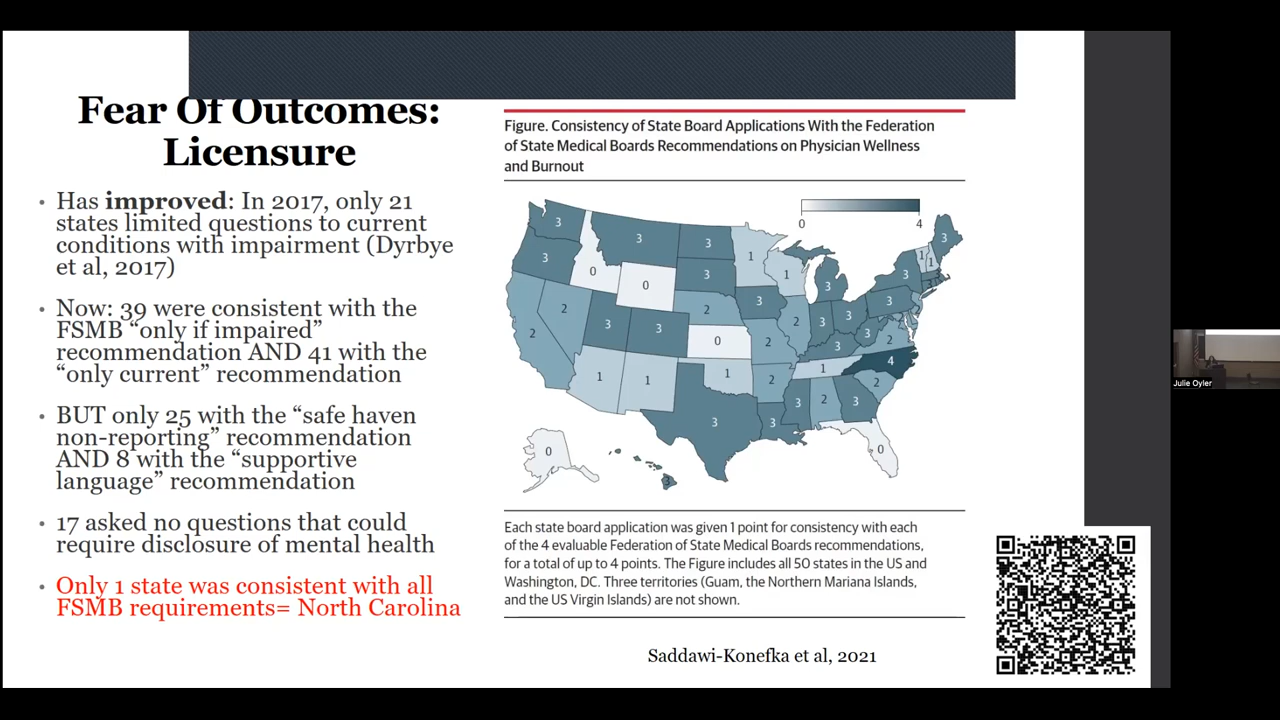 Fear Of Outcomes:
Licensure
• Has improved: In 2017, only 21
states limited questions to current
conditions with impairment (Dyrbye
et al, 2017)
• Now: 39 were consistent with the
FSMB “only if impaired”
recommendation AND 41 with the
“only current” recommendation
• BUT only 25 with the “safe haven
non-reporting” recommendation
AND 8 with the “supportive
language” recommendation
• 17 asked no questions that could
require disclosure of mental health
• Only 1 state was consistent with all
FSMB requirements= North Carolina
Figure. Consistency of State Board Applications With the Federation
of State Medical Boards Recommendations on Physician Wellness
and Burnout
0 4
3
3
3
3
1
3
3
0
0
3
1
1
1
3
3
3
3
2
2
2
3
3
0
2
2
3
3
3
3
2
4
1
1
1
1
2
3
2
3
2
3
3
3
0
0
3
Each state board application was given 1 point for consistency with each
of the 4 evaluable Federation of State Medical Boards recommendations,
for a total of up to 4 points. The Figure includes all 50 states in the US and
Washington, DC. Three territories (Guam, the Northern Mariana Islands,
and the US Virgin Islands) are not shown.
Saddawi-Konefka et al, 2021
Julie Oyler